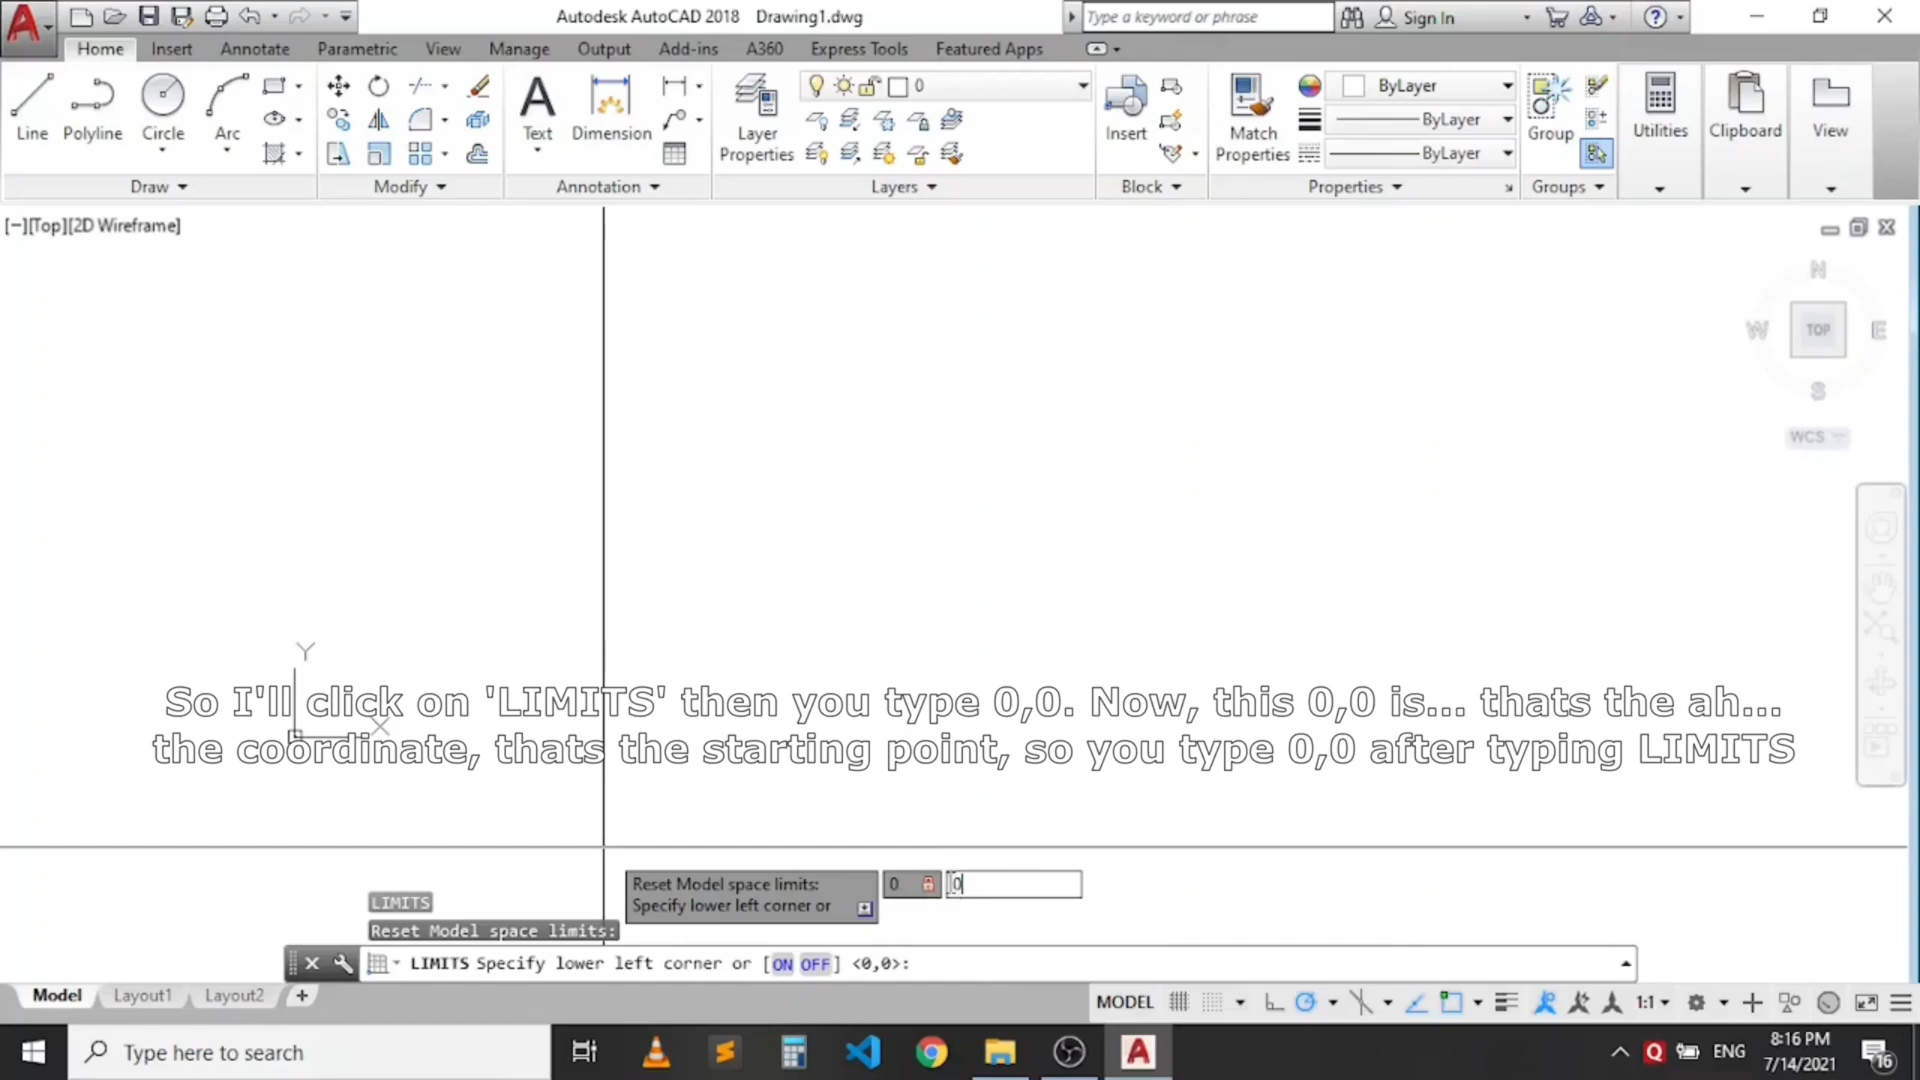 Autodesk AutoCAD 2018 Drawing1.dwg
Type a keyword or phrase
Sign In
Home Insert Annotate Parametric View Manage Output Add-ins A360 Express Tools Featured Apps
0
ByLayer
ByLayer
ByLayer
Line Polyline Circle Arc
Text Dimension
Layer Properties
Insert
Match Properties
Group
Utilities
Clipboard
View
Draw Modify Annotation Layers Block Properties Groups
[−][Top][2D Wireframe]
N
W TOP E
S
WCS
Y
X
So I'll click on 'LIMITS' then you type 0,0. Now, this 0,0 is... thats the ah...
the coordinate, thats the starting point, so you type 0,0 after typing LIMITS
Reset Model space limits:
Specify lower left corner or
0
0
LIMITS
Reset Model space limits:
LIMITS Specify lower left corner or [ON OFF] <0,0>:
Model Layout1 Layout2 +
MODEL
1:1
Type here to search
ENG
8:16 PM
7/14/2021
16